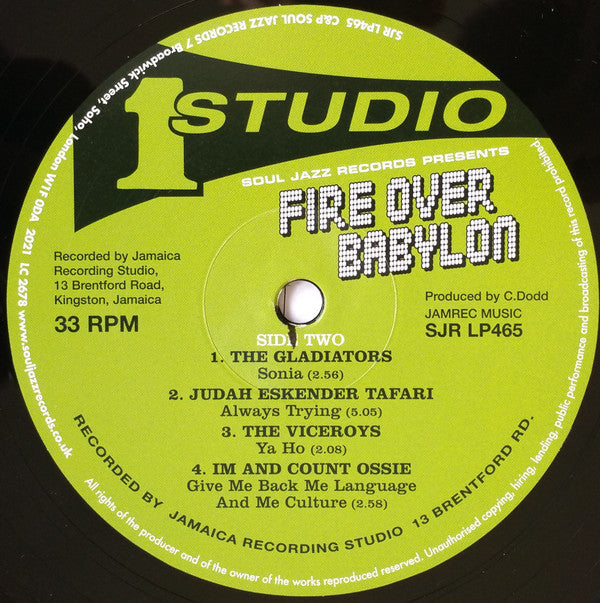 1 STUDIO
SOUL JAZZ RECORDS PRESENTS
FIRE OVER
BABYLON
Recorded by Jamaica
Recording Studio,
13 Brentford Road,
Kingston, Jamaica
33 RPM
Produced by C.Dodd
JAMREC MUSIC
SJR LP465
SIDE TWO
1. THE GLADIATORS
Sonia (2.56)
2. JUDAH ESKENDER TAFARI
Always Trying (5.05)
3. THE VICEROYS
Ya Ho (2.08)
4. IM AND COUNT OSSIE
Give Me Back Me Language
And Me Culture (2.58)
RECORDED BY JAMAICA RECORDING STUDIO 13 BRENTFORD RD.
All rights of the producer and of the owner of the works reproduced reserved. Unauthorised copying, hiring, lending, public performance and broadcasting of this record prohibited.
SJR LP465 C&P SOUL JAZZ RECORDS 7 Broadwick Street, Soho, London W1F 0DA 2021 LC 2678 www.souljazzrecords.co.uk